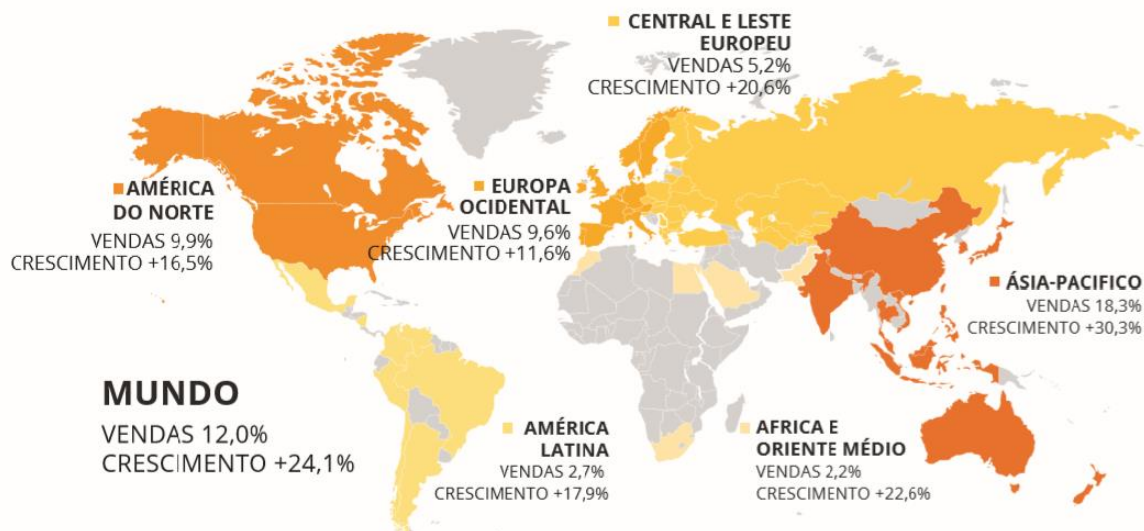 CENTRAL E LESTE
EUROPEU
VENDAS 5,2%
CRESCIMENTO +20,6%
AMÉRICA
DO NORTE
VENDAS 9,9%
CRESCIMENTO +16,5%
EUROPA
OCIDENTAL
VENDAS 9,6%
CRESCIMENTO +11,6%
ÁSIA-PACIFICO
VENDAS 18,3%
CRESCIMENTO +30,3%
MUNDO
VENDAS 12,0%
CRESCIMENTO +24,1%
AMÉRICA
LATINA
VENDAS 2,7%
CRESCIMENTO +17,9%
AFRICA E
ORIENTE MÉDIO
VENDAS 2,2%
CRESCIMENTO +22,6%